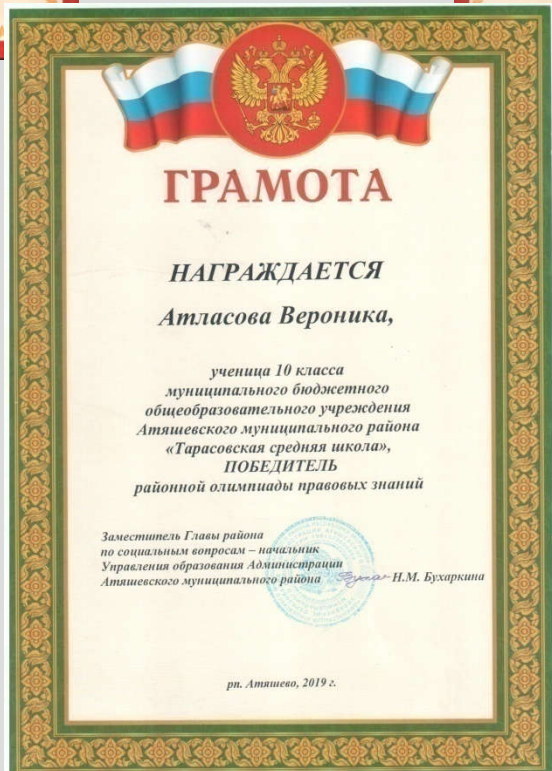 ГРАМОТА
НАГРАЖДАЕТСЯ
Атласова Вероника,
ученица 10 класса
муниципального бюджетного
общеобразовательного учреждения
Атяшевского муниципального района
«Тарасовская средняя школа»,
ПОБЕДИТЕЛЬ
районной олимпиады правовых знаний
Заместитель Главы района
по социальным вопросам – начальник
Управления образования Администрации
Атяшевского муниципального района Н.М. Бухаркина
рп. Атяшево, 2019 г.